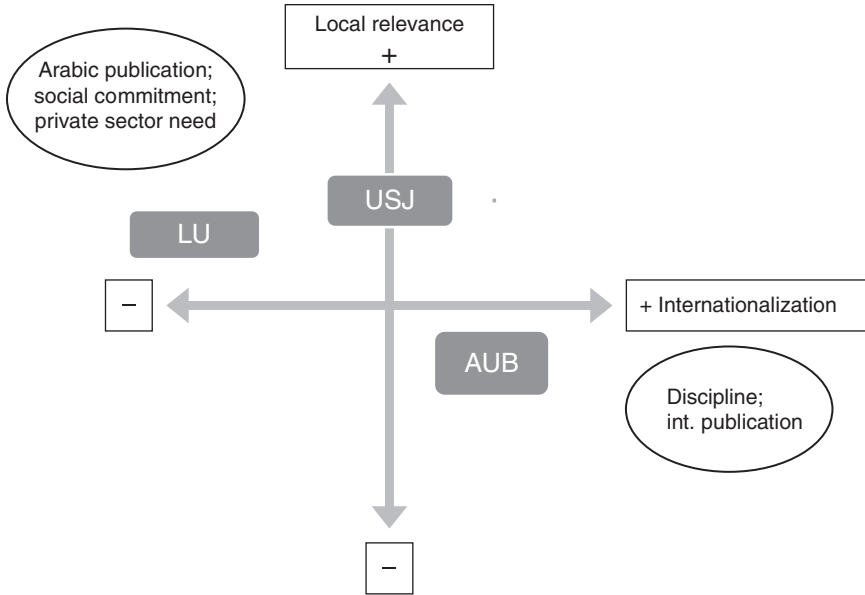 Local relevance
+
Arabic publication;
social commitment;
private sector need
USJ
LU
−
+ Internationalization
AUB
Discipline;
int. publication
−